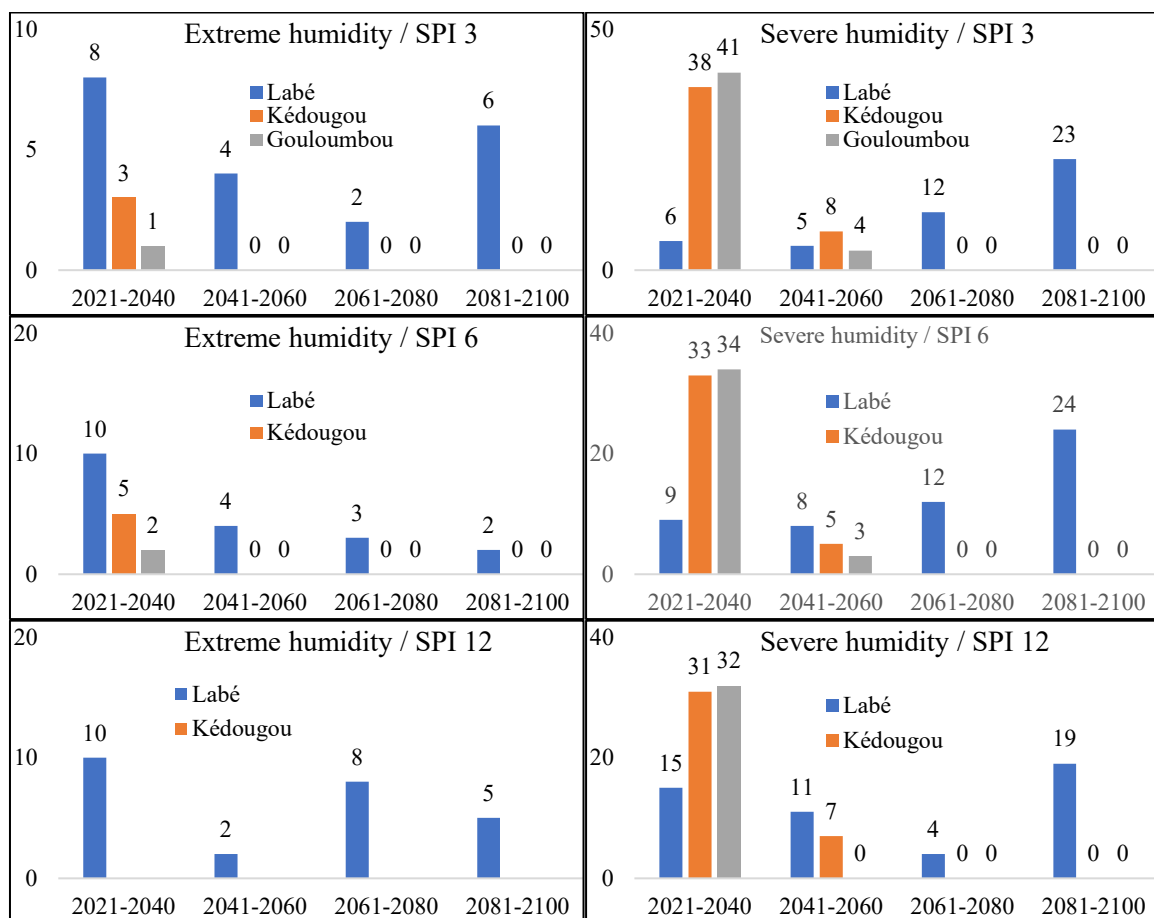 Extreme humidity / SPI 3
10
5
0
Labé
Kédougou
Gouloumbou
8 3 1
4 0 0
2 0 0
6 0 0
2021-2040 2041-2060 2061-2080 2081-2100
Severe humidity / SPI 3
50
0
Labé
Kédougou
Gouloumbou
6 38 41
5 8 4
12 0 0
23 0 0
2021-2040 2041-2060 2061-2080 2081-2100
Extreme humidity / SPI 6
20
10
0
Labé
Kédougou
10 5 2
4 0 0
3 0 0
2 0 0
2021-2040 2041-2060 2061-2080 2081-2100
Severe humidity / SPI 6
40
20
0
Labé
Kédougou
9 33 34
8 5 3
12 0 0
24 0 0
2021-2040 2041-2060 2061-2080 2081-2100
Extreme humidity / SPI 12
20
10
0
Labé
Kédougou
10
2
8
5
2021-2040 2041-2060 2061-2080 2081-2100
Severe humidity / SPI 12
40
20
0
Labé
Kédougou
15 31 32
11 7 0
4 0 0
19 0 0
2021-2040 2041-2060 2061-2080 2081-2100